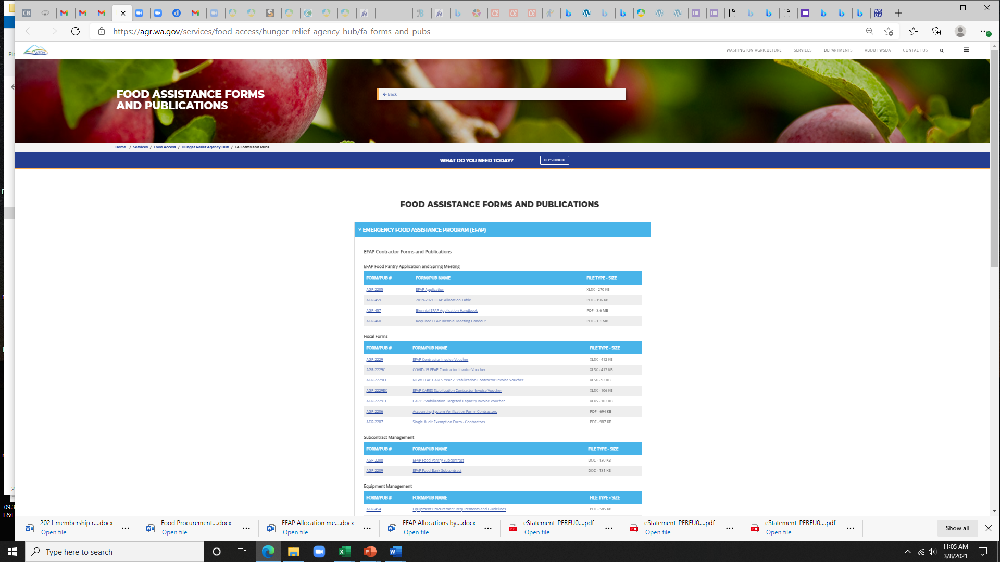 https://agr.wa.gov/services/food-access/hunger-relief-agency-hub/fa-forms-and-pubs
WSDA
WASHINGTON AGRICULTURE SERVICES DEPARTMENTS ABOUT WSDA CONTACT US
FOOD ASSISTANCE FORMS
AND PUBLICATIONS
Back
Home / Services / Food Access / Hunger Relief Agency Hub / FA Forms and Pubs
WHAT DO YOU NEED TODAY? LET'S FIND IT
FOOD ASSISTANCE FORMS AND PUBLICATIONS
EMERGENCY FOOD ASSISTANCE PROGRAM (EFAP)
EFAP Contractor Forms and Publications
EFAP Food Pantry Application and Spring Meeting
FORM/PUB # FORM/PUB NAME FILE TYPE - SIZE
AGR-2205 EFAP Application XLSX - 270 KB
AGR-459 2019-2021 EFAP Allocation Table PDF - 196 KB
AGR-457 Biennial EFAP Application Handbook PDF - 3.6 MB
AGR-460 Required EFAP Biennial Meeting Handout PDF - 1.1 MB
Fiscal Forms
FORM/PUB # FORM/PUB NAME FILE TYPE - SIZE
AGR-2229 EFAP Contractor Invoice Voucher XLSX - 412 KB
AGR-2229C COVID-19 EFAP Contractor Invoice Voucher XLSX - 412 KB
AGR-2229EC NEW! EFAP CARES Year 2 Stabilization Contractor Invoice Voucher XLSX - 92 KB
AGR-2229EC EFAP CARES Stabilization Contractor Invoice Voucher XLSX - 106 KB
AGR-2229TC CARES Stabilization Targeted Capacity Invoice Voucher XLXS - 102 KB
AGR-2206 Accounting System Verification Form- Contractors PDF - 694 KB
AGR-2207 Single Audit Exemption Form - Contractors PDF - 987 KB
Subcontract Management
FORM/PUB # FORM/PUB NAME FILE TYPE - SIZE
AGR-2208 EFAP Food Pantry Subcontract DOC - 130 KB
AGR-2209 EFAP Food Bank Subcontract DOC - 131 KB
Equipment Management
FORM/PUB # FORM/PUB NAME FILE TYPE - SIZE
AGR-454 Equipment Procurement Requirements and Guidelines PDF - 585 KB
09.3
L&I
2021 membership r....docx Food Procurement....docx EFAP Allocation me....docx EFAP Allocations by....docx eStatement_PERFU0....pdf eStatement_PERFU0....pdf eStatement_PERFU0....pdf
Open file Open file Open file Open file Open file Open file Open file
Show all
Type here to search
11:05 AM
3/8/2021